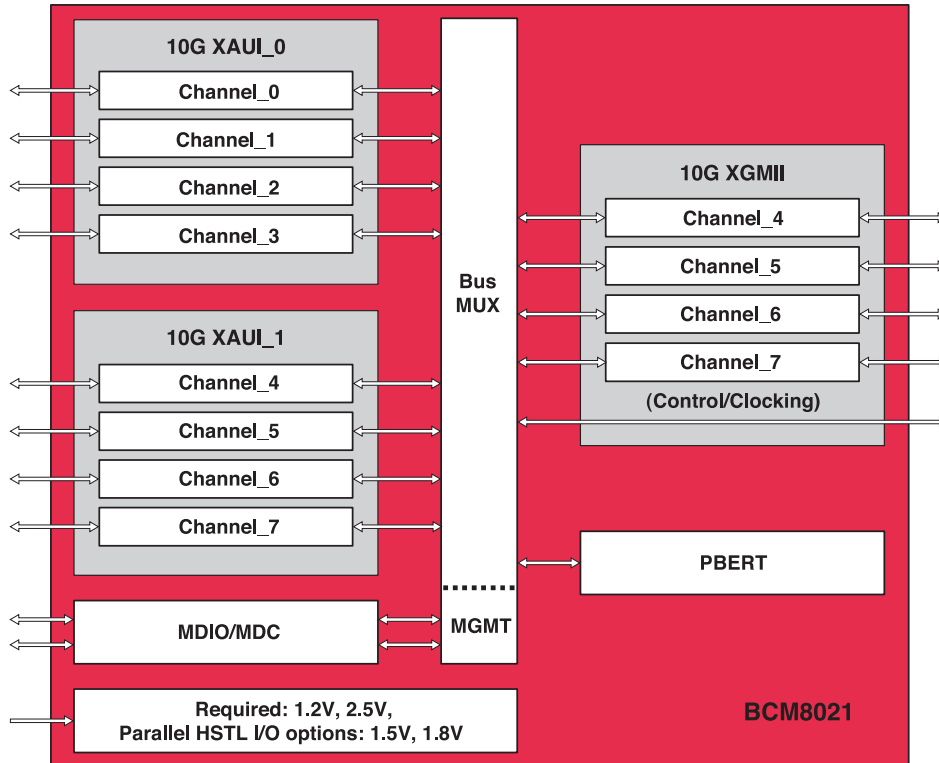 10G XAUI_0
Channel_0
Channel_1
Channel_2
Channel_3
10G XAUI_1
Channel_4
Channel_5
Channel_6
Channel_7
MDIO/MDC
Required: 1.2V, 2.5V,
Parallel HSTL I/O options: 1.5V, 1.8V
Bus
MUX
MGMT
10G XGMII
Channel_4
Channel_5
Channel_6
Channel_7
(Control/Clocking)
PBERT
BCM8021